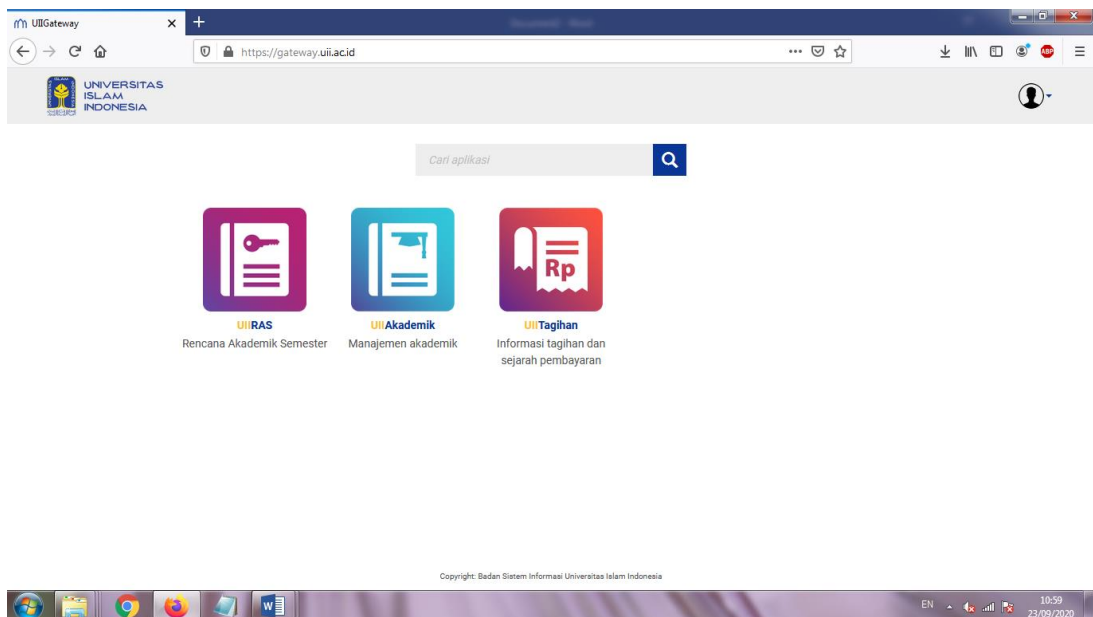 UIIGateway
https://gateway.uii.ac.id
ABP
UNIVERSITAS
ISLAM
INDONESIA
Cari aplikasi
Rp
UIIRAS
Rencana Akademik Semester
UIIAkademik
Manajemen akademik
UIITagihan
Informasi tagihan dan
sejarah pembayaran
Copyright: Badan Sistem Informasi Universitas Islam Indonesia
EN
10:59
23/09/2020